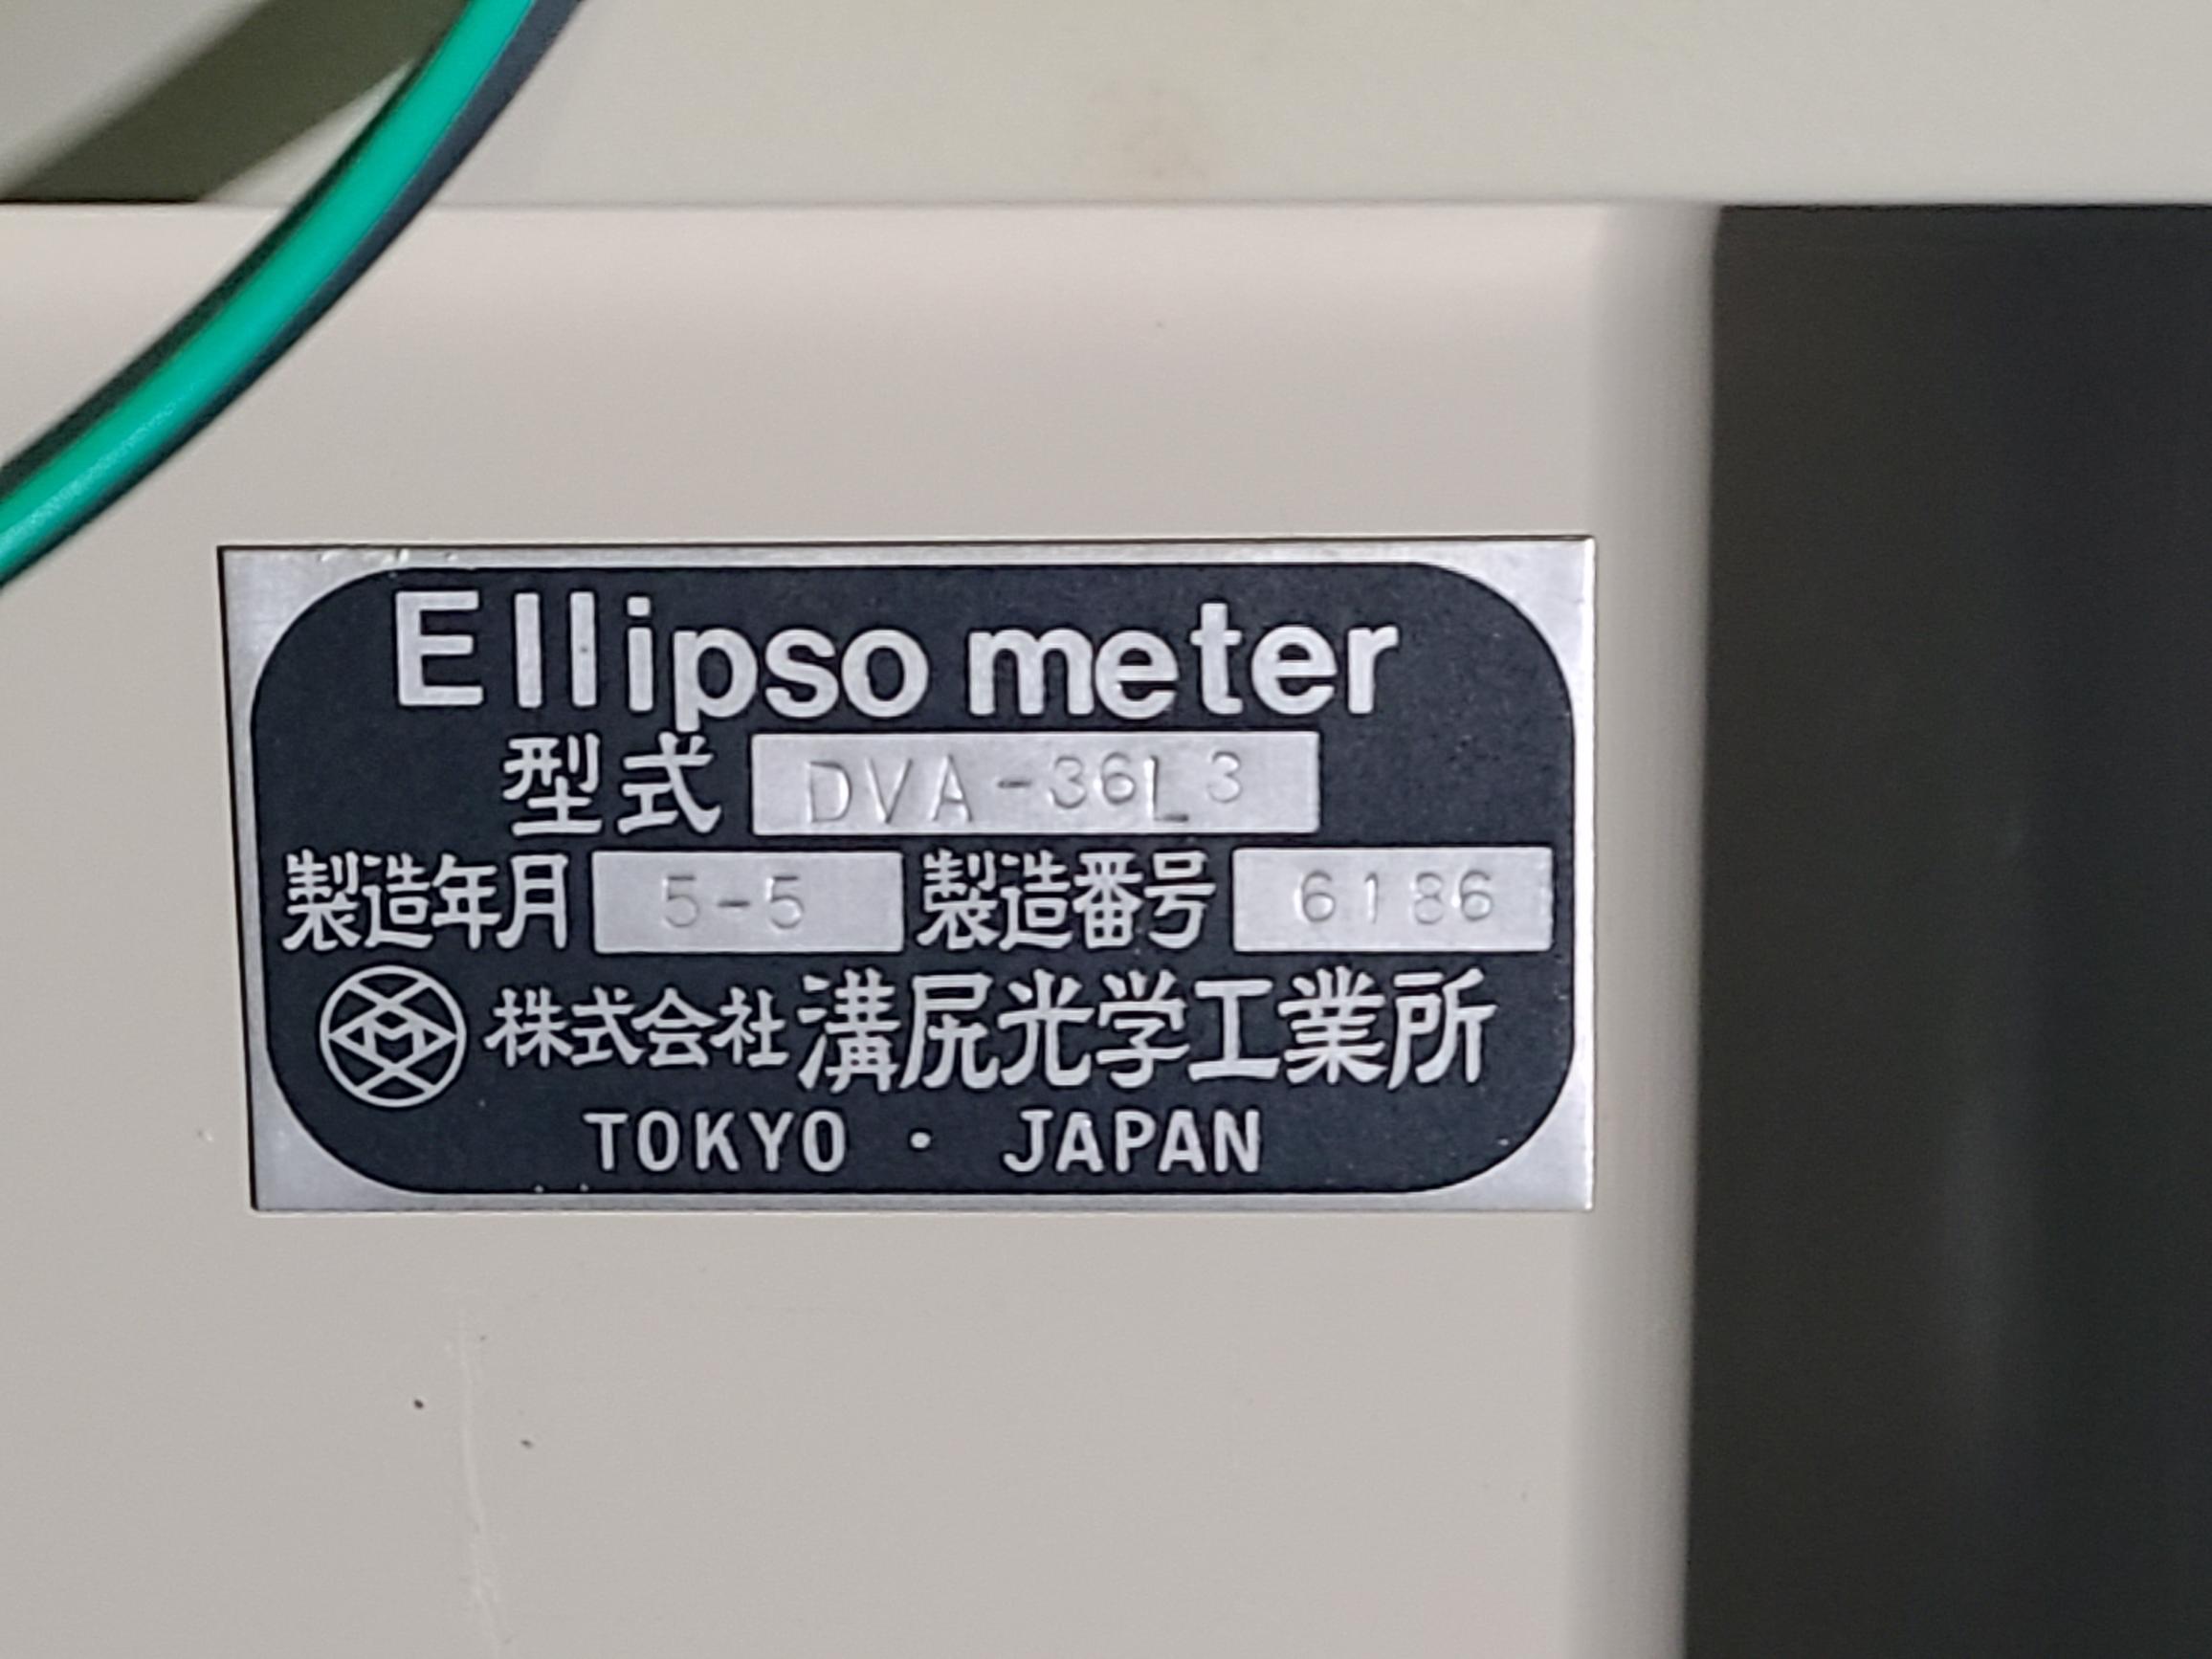 Ellipso meter
型式 DVA-36L3
製造年月 5-5 製造番号 6186
株式会社 溝尻光学工業所
TOKYO · JAPAN